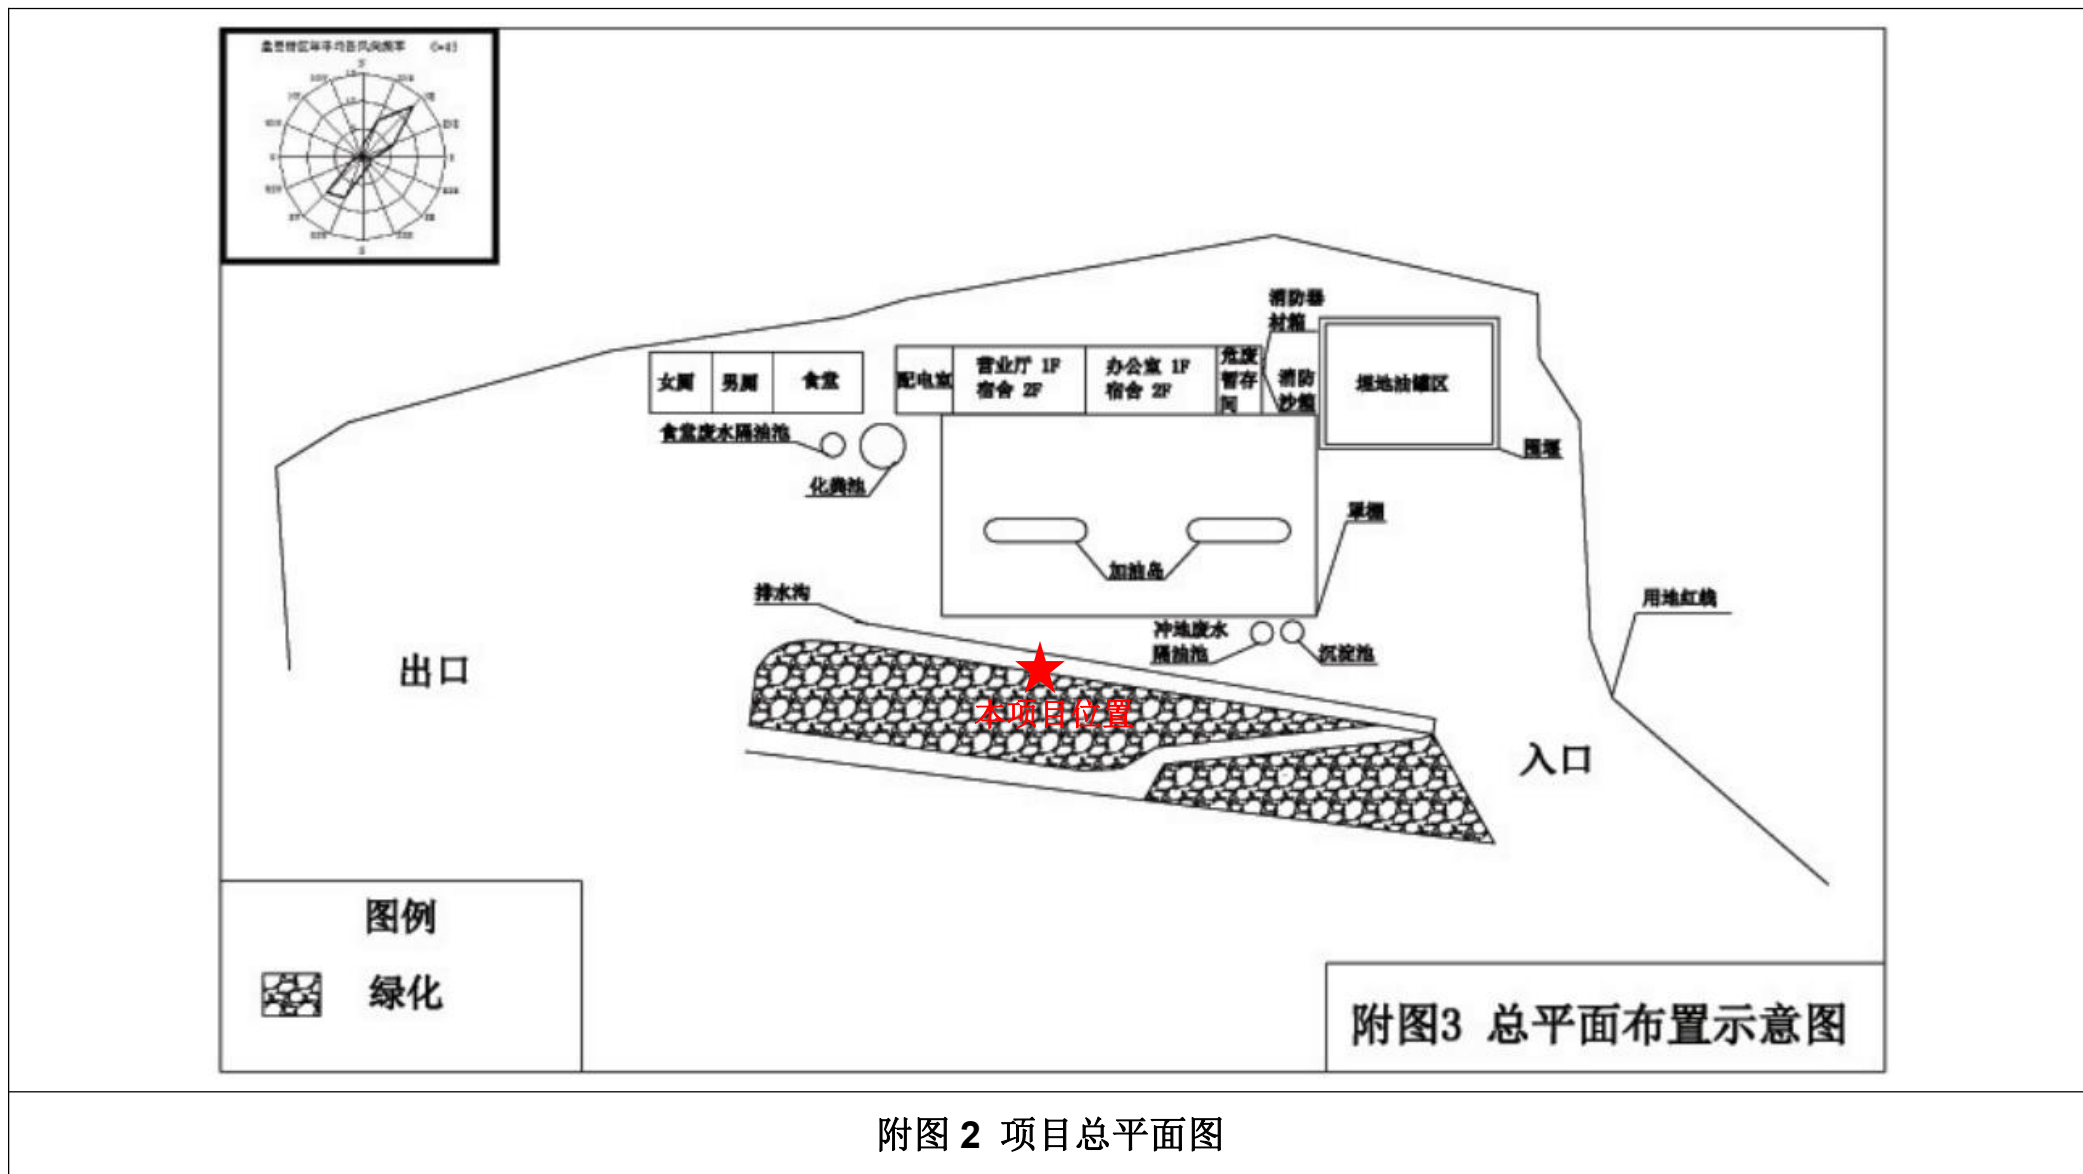 消防器
材箱
女厕
男厕
食堂
配电室
营业厅 1F
宿舍 2F
办公室 1F
宿舍 2F
危废
暂存
间
消防
沙箱
埋地油罐区
围堰
食堂废水隔油池
化粪池
罩棚
加油岛
排水沟
用地红线
冲地废水
隔油池
沉淀池
出口
本项目位置
入口
图例
绿化
附图3 总平面布置示意图
附图 2 项目总平面图